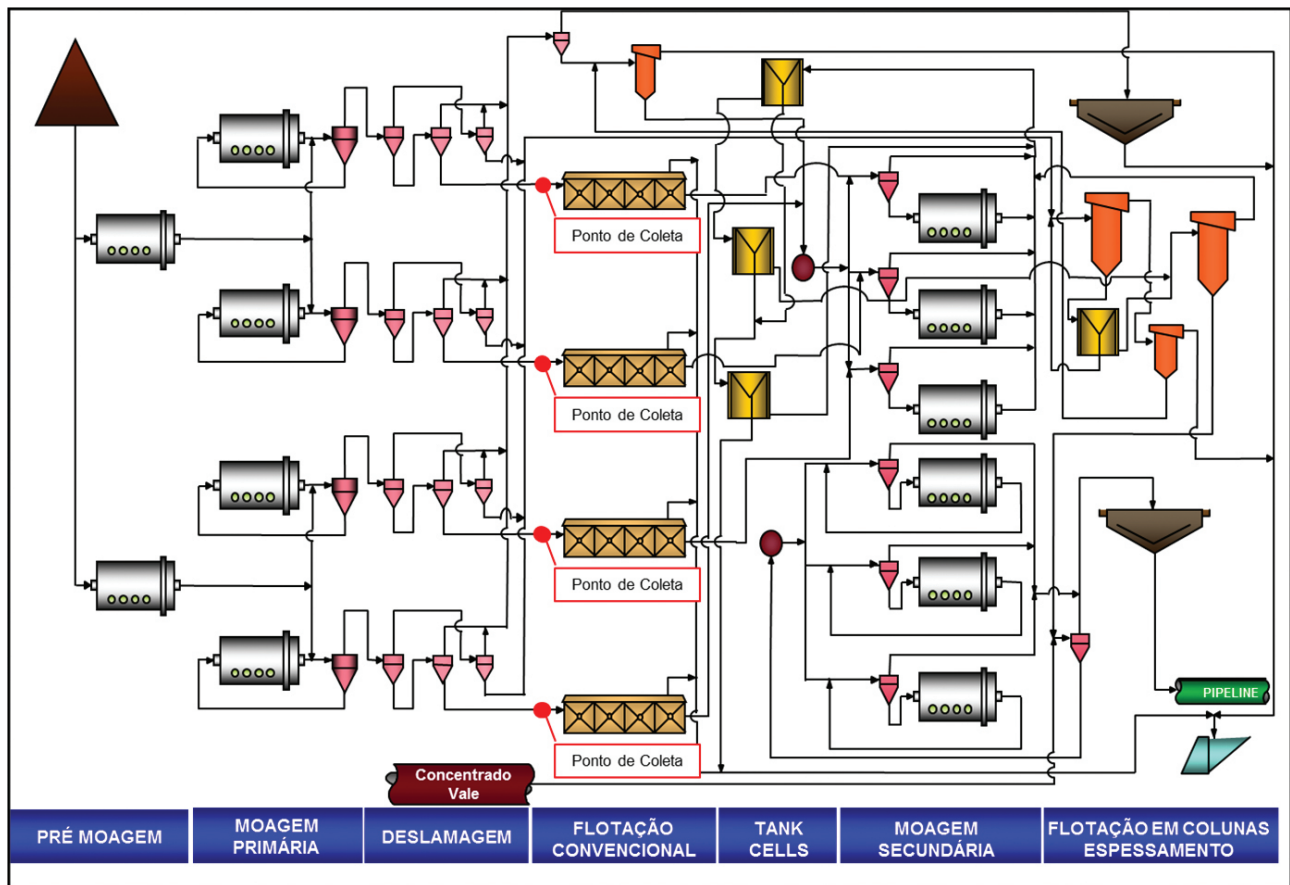 Ponto de Coleta
Ponto de Coleta
Ponto de Coleta
PIPELINE
Ponto de Coleta
Concentrado
Vale
PRÉ MOAGEM
MOAGEM
PRIMÁRIA
DESLAMAGEM
FLOTAÇÃO
CONVENCIONAL
TANK
CELLS
MOAGEM
SECUNDÁRIA
FLOTAÇÃO EM COLUNAS
ESPESSAMENTO